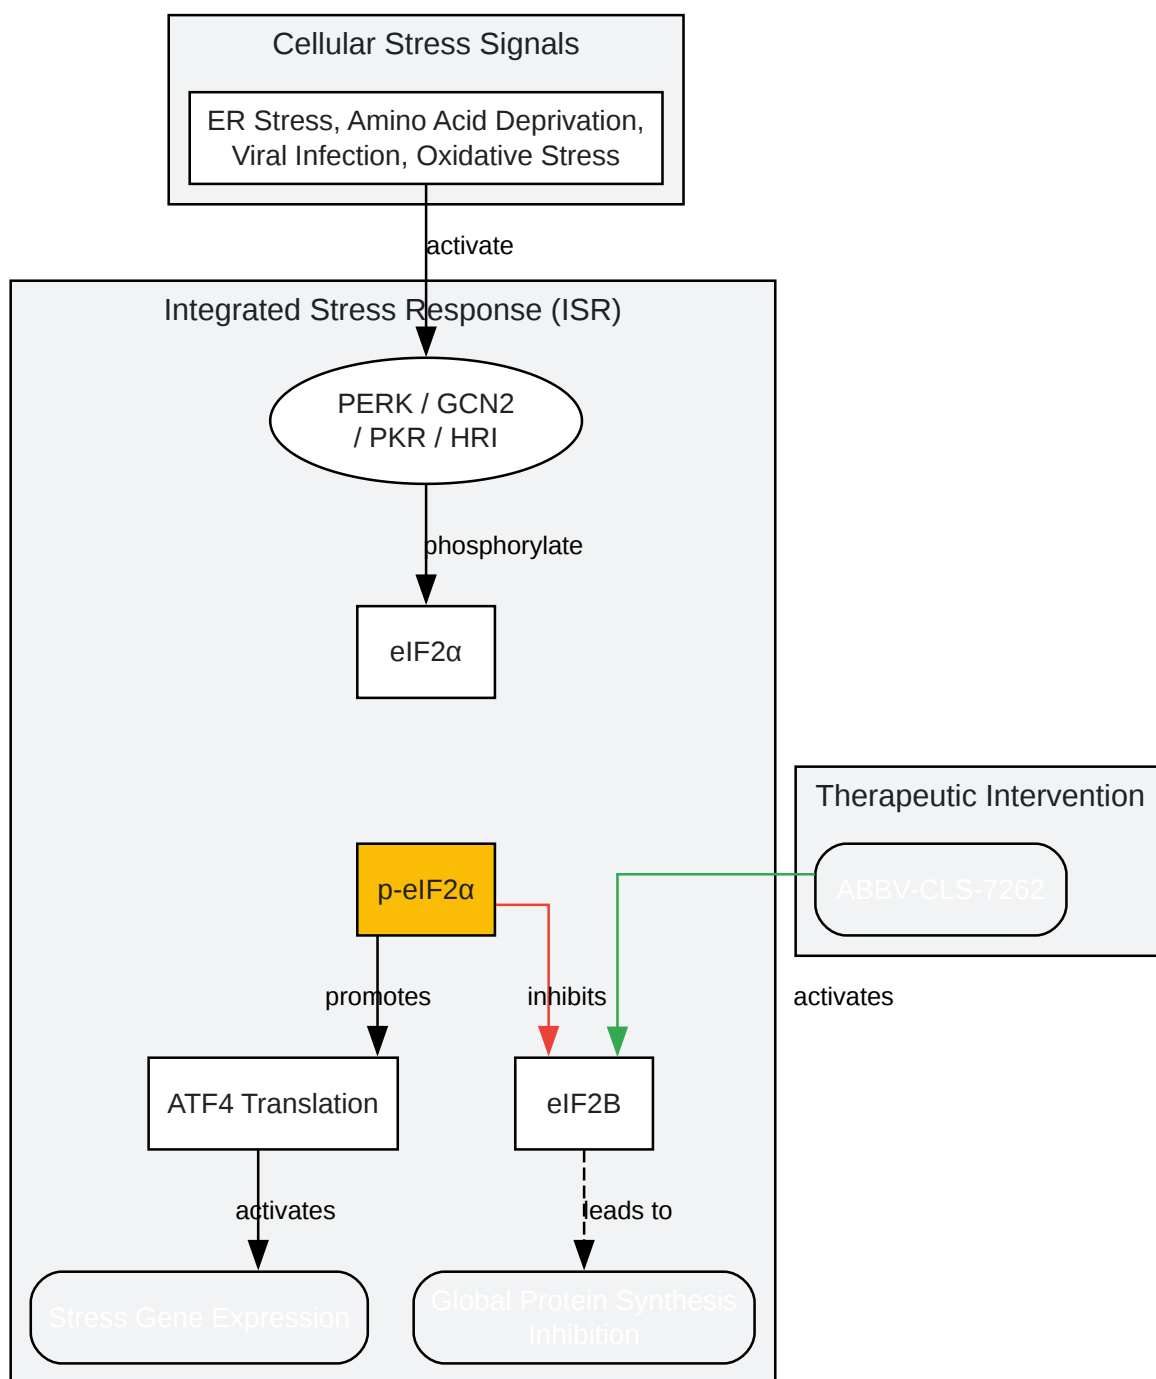 Cellular Stress Signals
ER Stress, Amino Acid Deprivation,
Viral Infection, Oxidative Stress
activate
Integrated Stress Response (ISR)
PERK / GCN2
/ PKR / HRI
phosphorylate
eIF2α
Therapeutic Intervention
ABBV-CLS-7262
p-eIF2α
promotes
inhibits
activates
ATF4 Translation
eIF2B
activates
leads to
Stress Gene Expression
Global Protein Synthesis
Inhibition